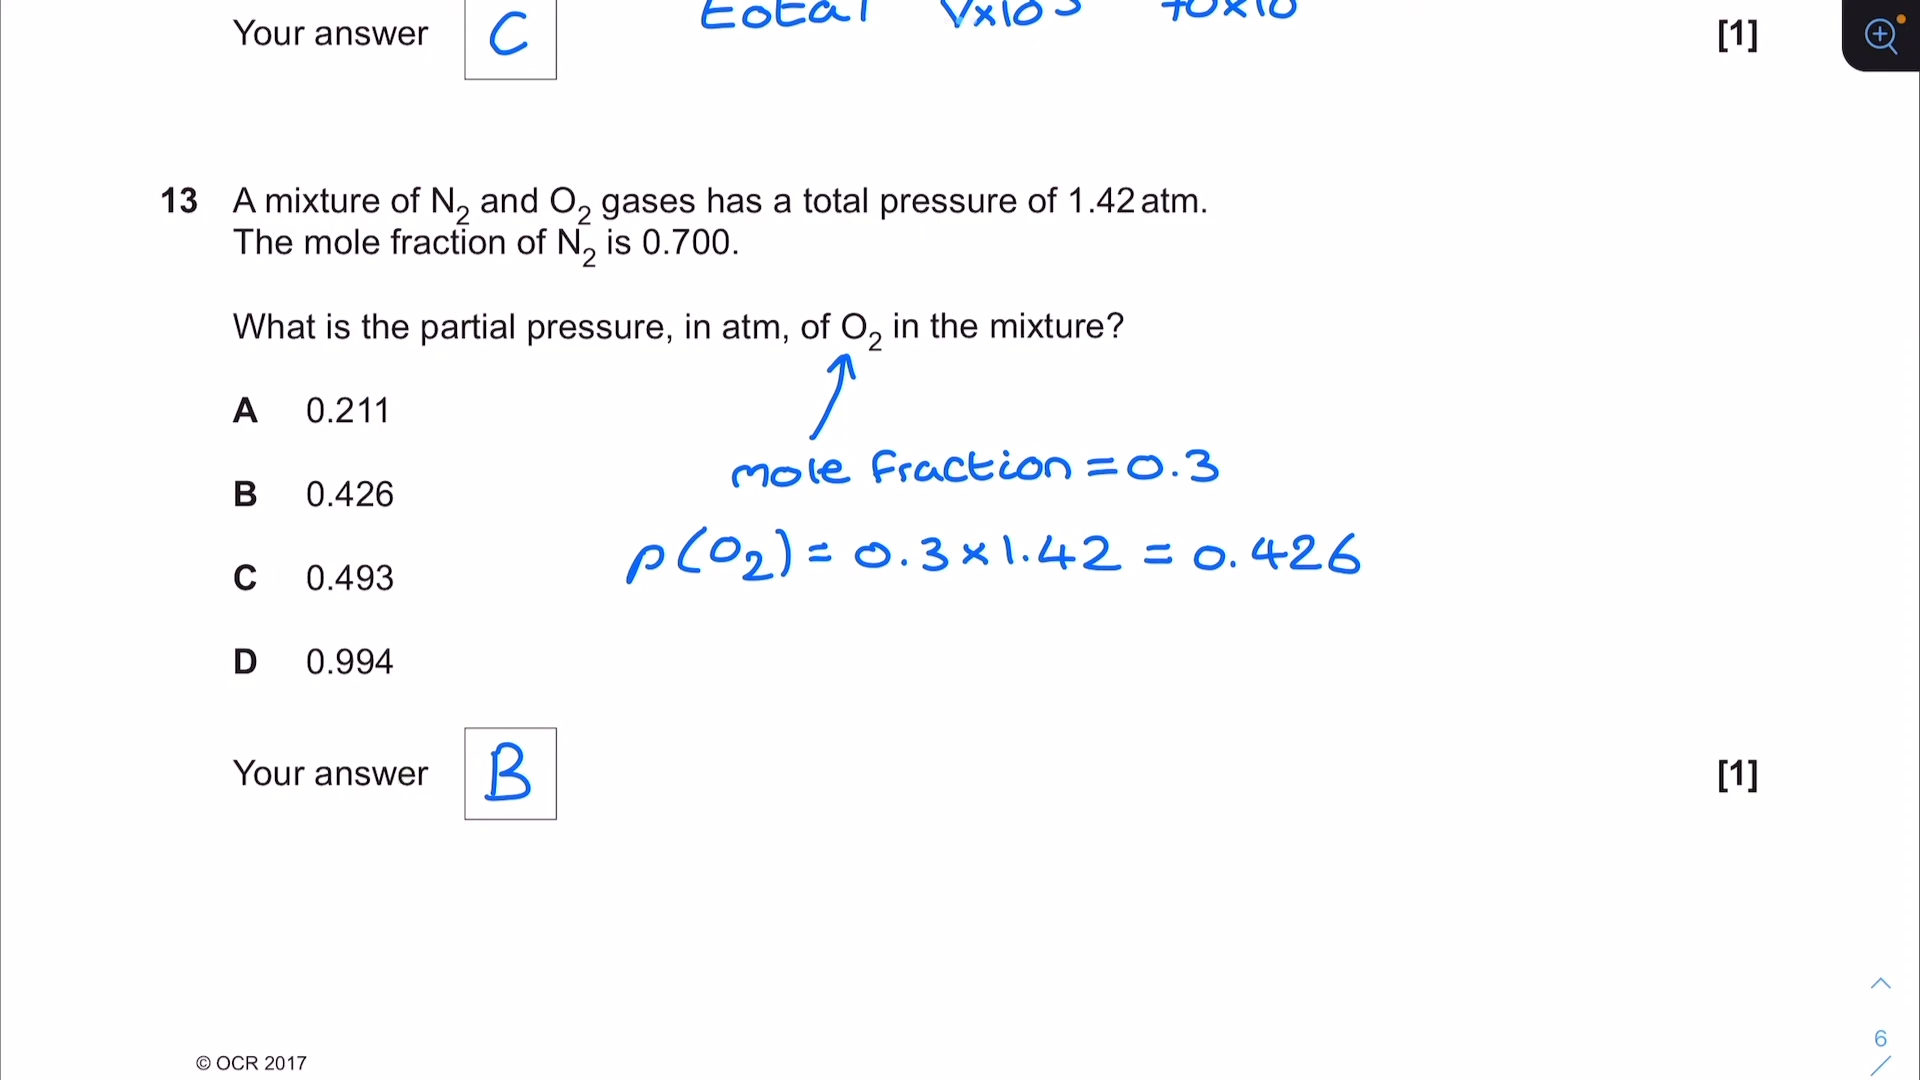 Your answer C [1]
13 A mixture of N₂ and O₂ gases has a total pressure of 1.42 atm.
The mole fraction of N₂ is 0.700.
What is the partial pressure, in atm, of O₂ in the mixture?
A 0.211
mole fraction = 0.3
B 0.426
p(O₂) = 0.3 × 1.42 = 0.426
C 0.493
D 0.994
Your answer B [1]
6
© OCR 2017